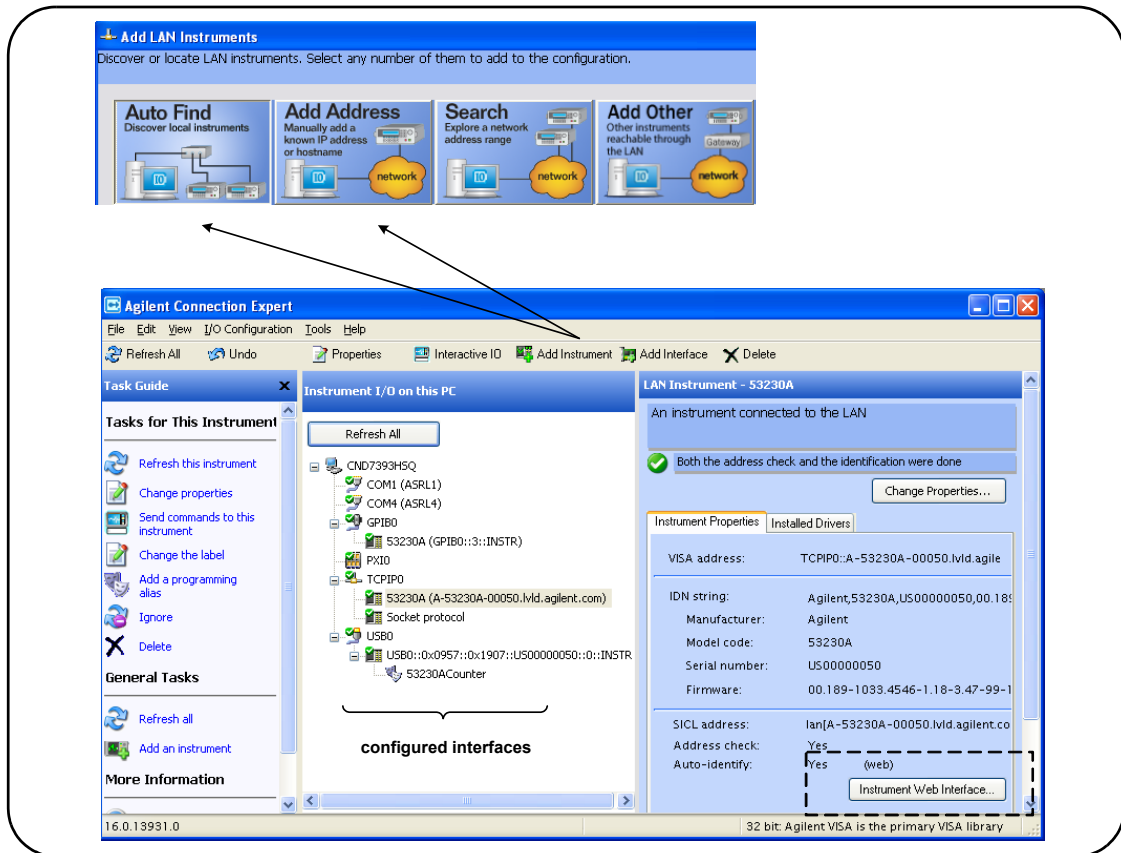 Add LAN Instruments
Discover or locate LAN instruments. Select any number of them to add to the configuration.
Auto Find
Discover local instruments
IO
Add Address
Manually add a
known IP address
or hostname
IO
network
Search
Explore a network
address range
IO
network
Add Other
Other instruments
reachable through
the LAN
Gateway
IO
network
Agilent Connection Expert
File Edit View I/O Configuration Tools Help
Refresh All Undo Properties Interactive IO Add Instrument Add Interface Delete
Task Guide
Tasks for This Instrument
Refresh this instrument
Change properties
Send commands to this
instrument
Change the label
Add a programming
alias
Ignore
Delete
General Tasks
Refresh all
Add an instrument
More Information
Instrument I/O on this PC
Refresh All
CND7393HSQ
COM1 (ASRL1)
COM4 (ASRL4)
GPIB0
53230A (GPIB0::3::INSTR)
PXI0
TCPIP0
53230A (A-53230A-00050.lvld.agilent.com)
Socket protocol
USB0
USB0::0x0957::0x1907::US00000050::0::INSTR
53230ACounter
configured interfaces
LAN Instrument - 53230A
An instrument connected to the LAN
Both the address check and the identification were done
Change Properties...
Instrument Properties Installed Drivers
VISA address: TCPIP0::A-53230A-00050.lvld.agile
IDN string: Agilent,53230A,US00000050,00.189
Manufacturer: Agilent
Model code: 53230A
Serial number: US00000050
Firmware: 00.189-1033.4546-1.18-3.47-99-1
SICL address: lan[A-53230A-00050.lvld.agilent.co
Address check: Yes
Auto-identify: Yes (web)
Instrument Web Interface...
16.0.13931.0
32 bit: Agilent VISA is the primary VISA library